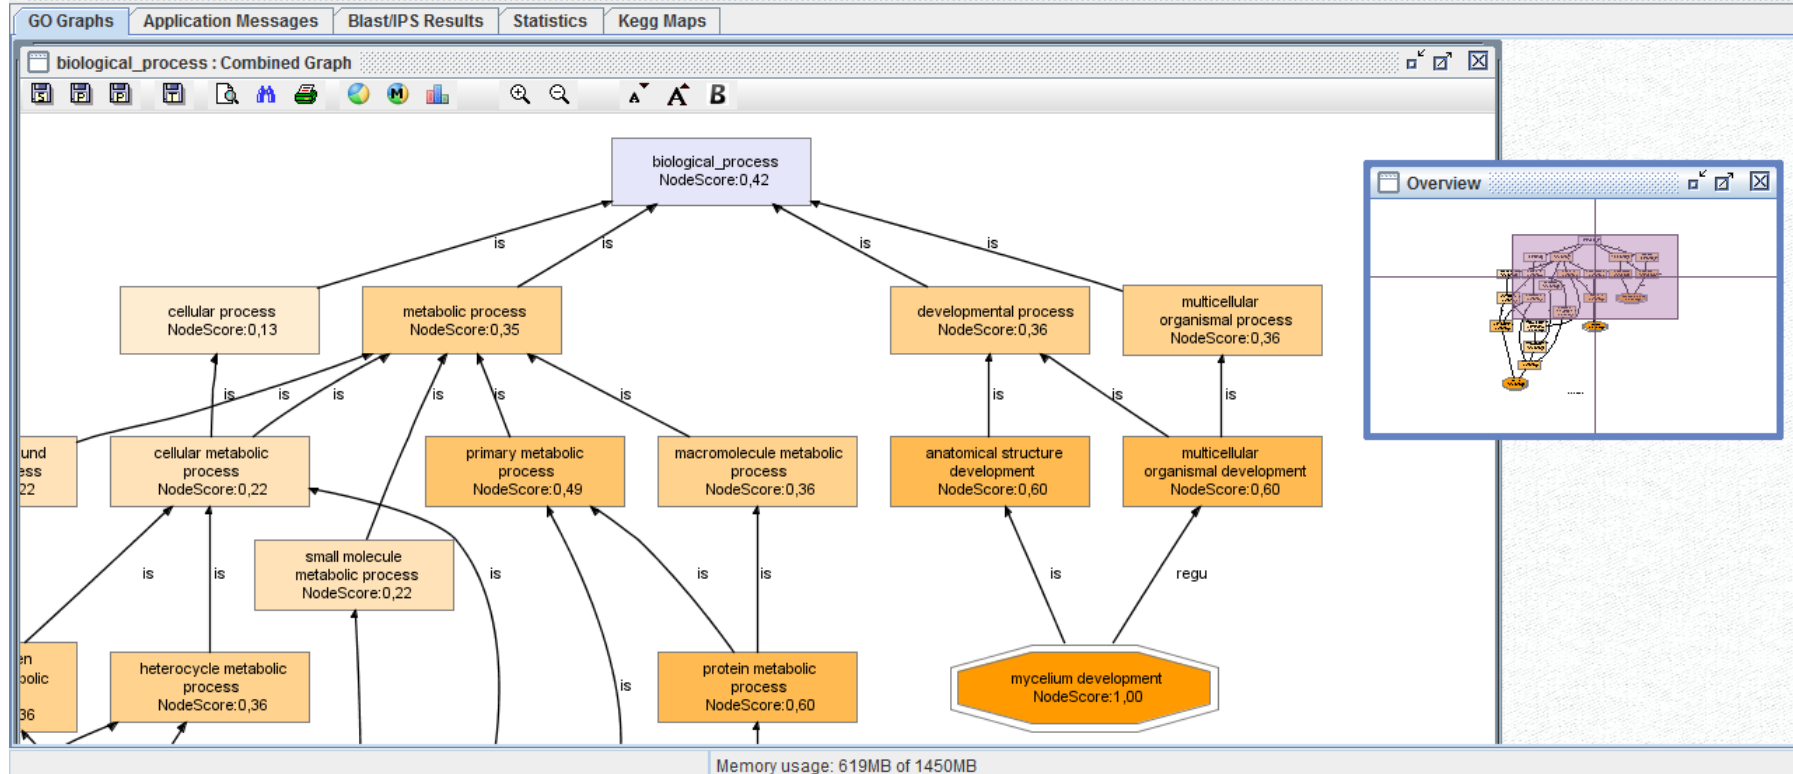 GO Graphs Application Messages Blast/IPS Results Statistics Kegg Maps
biological_process : Combined Graph
S P P T M A A B
biological_process
NodeScore:0,42
Overview
is is is is
cellular process
NodeScore:0,13
metabolic process
NodeScore:0,35
developmental process
NodeScore:0,36
multicellular
organismal process
NodeScore:0,36
is is is is is is is is is
und
ess
22
cellular metabolic
process
NodeScore:0,22
primary metabolic
process
NodeScore:0,49
macromolecule metabolic
process
NodeScore:0,36
anatomical structure
development
NodeScore:0,60
multicellular
organismal development
NodeScore:0,60
small molecule
metabolic process
NodeScore:0,22
is is is is is is regu
en
bolic
36
heterocycle metabolic
process
NodeScore:0,36
is
protein metabolic
process
NodeScore:0,60
mycelium development
NodeScore:1,00
Memory usage: 619MB of 1450MB